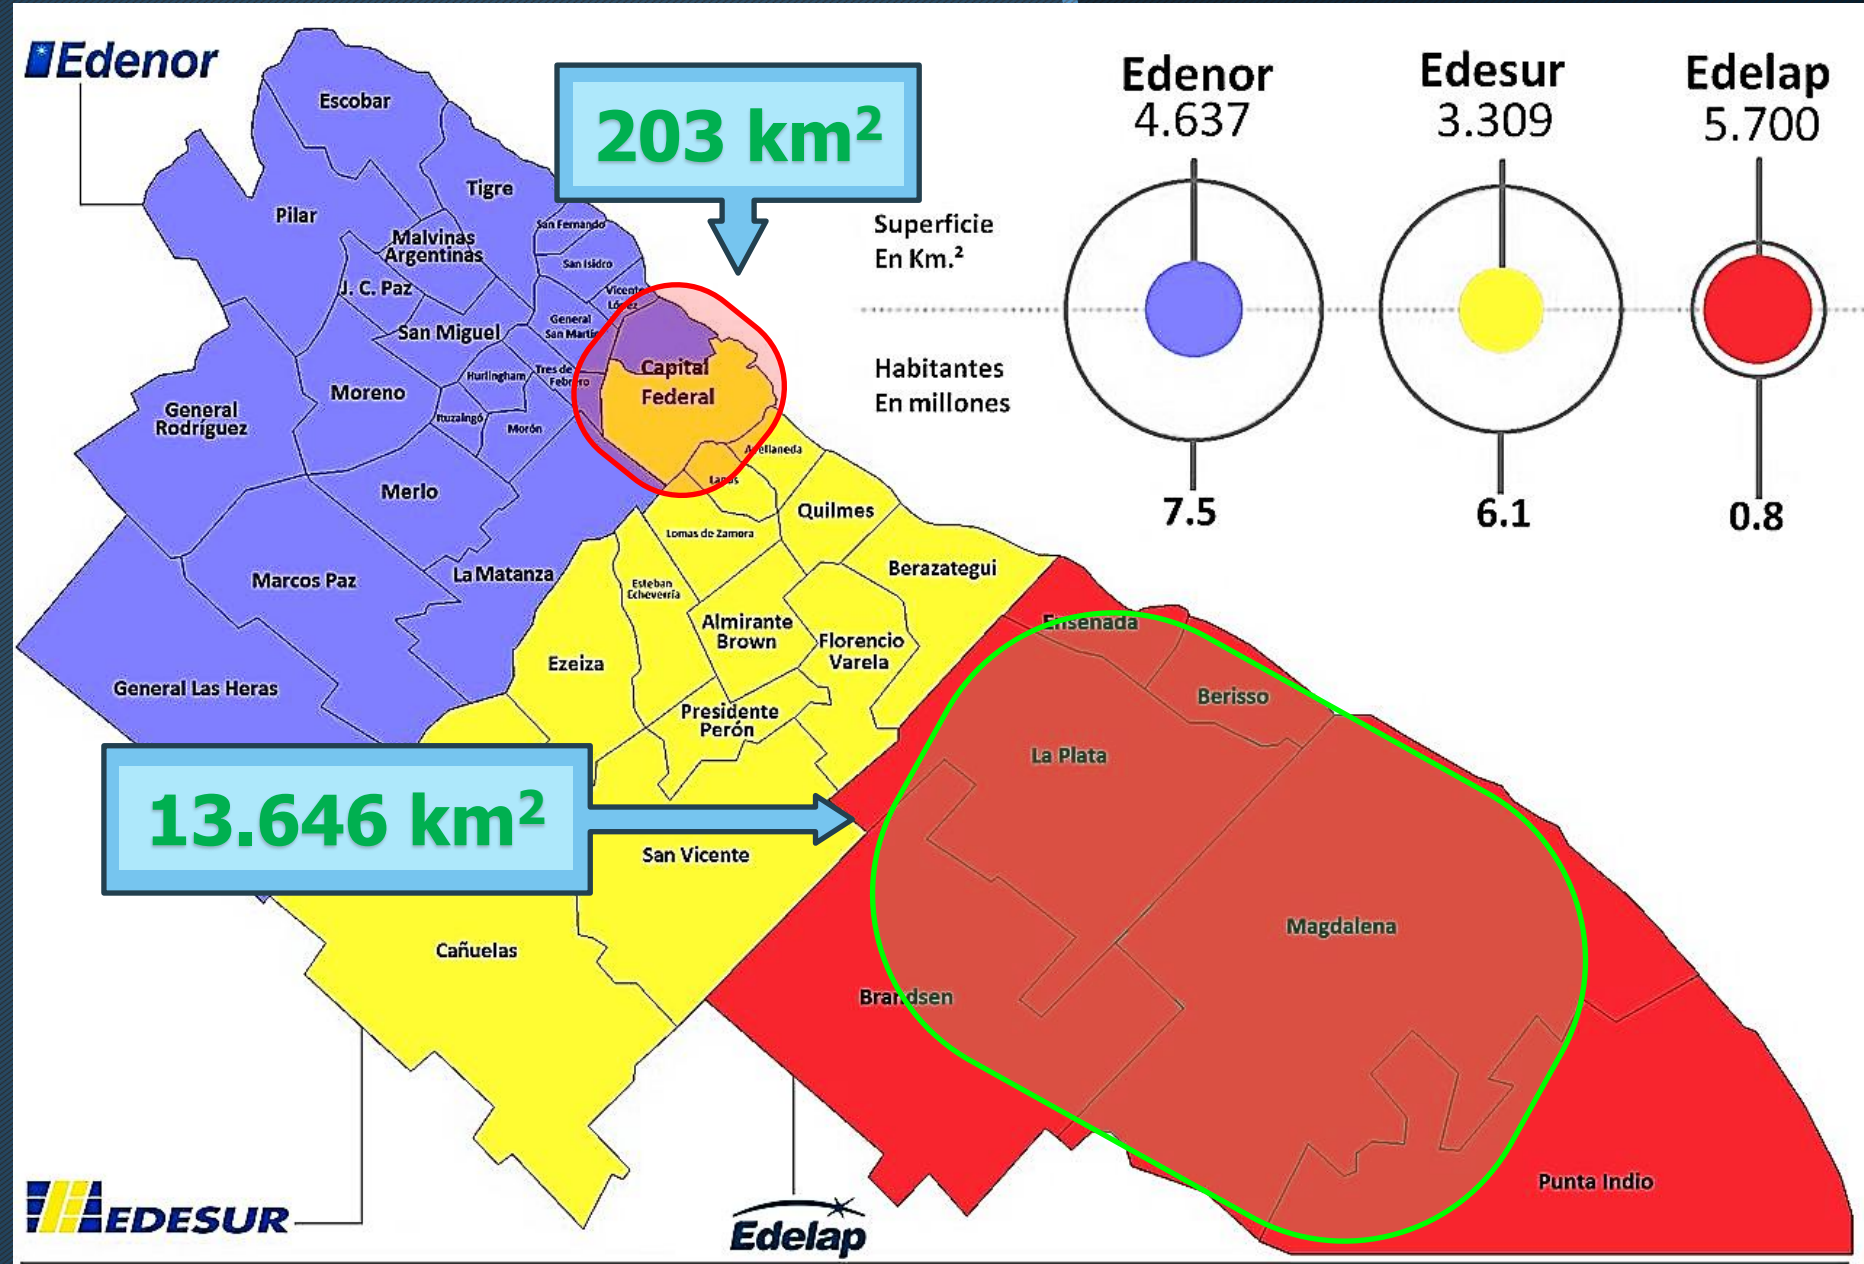 Edenor
Escobar
203 km²
Edenor
4.637
Edesur
3.309
Edelap
5.700
Tigre
Pilar
San Fernando
Malvinas
Argentinas
San Isidro
Superficie
En Km.²
J. C. Paz
Vicente
López
General
San Martín
San Miguel
Capital
Federal
Hurlingham
Tres de
Febrero
Habitantes
En millones
Moreno
General
Rodríguez
Ituzaingó
Morón
Avellaneda
Merlo
Lanús
Quilmes
7.5
6.1
0.8
Lomas de Zamora
Marcos Paz
La Matanza
Esteban
Echeverría
Berazategui
Almirante
Brown
Florencio
Varela
Ensenada
Ezeiza
General Las Heras
Presidente
Perón
Berisso
La Plata
13.646 km²
San Vicente
Cañuelas
Magdalena
Brandsen
Punta Indio
EDESUR
Edelap